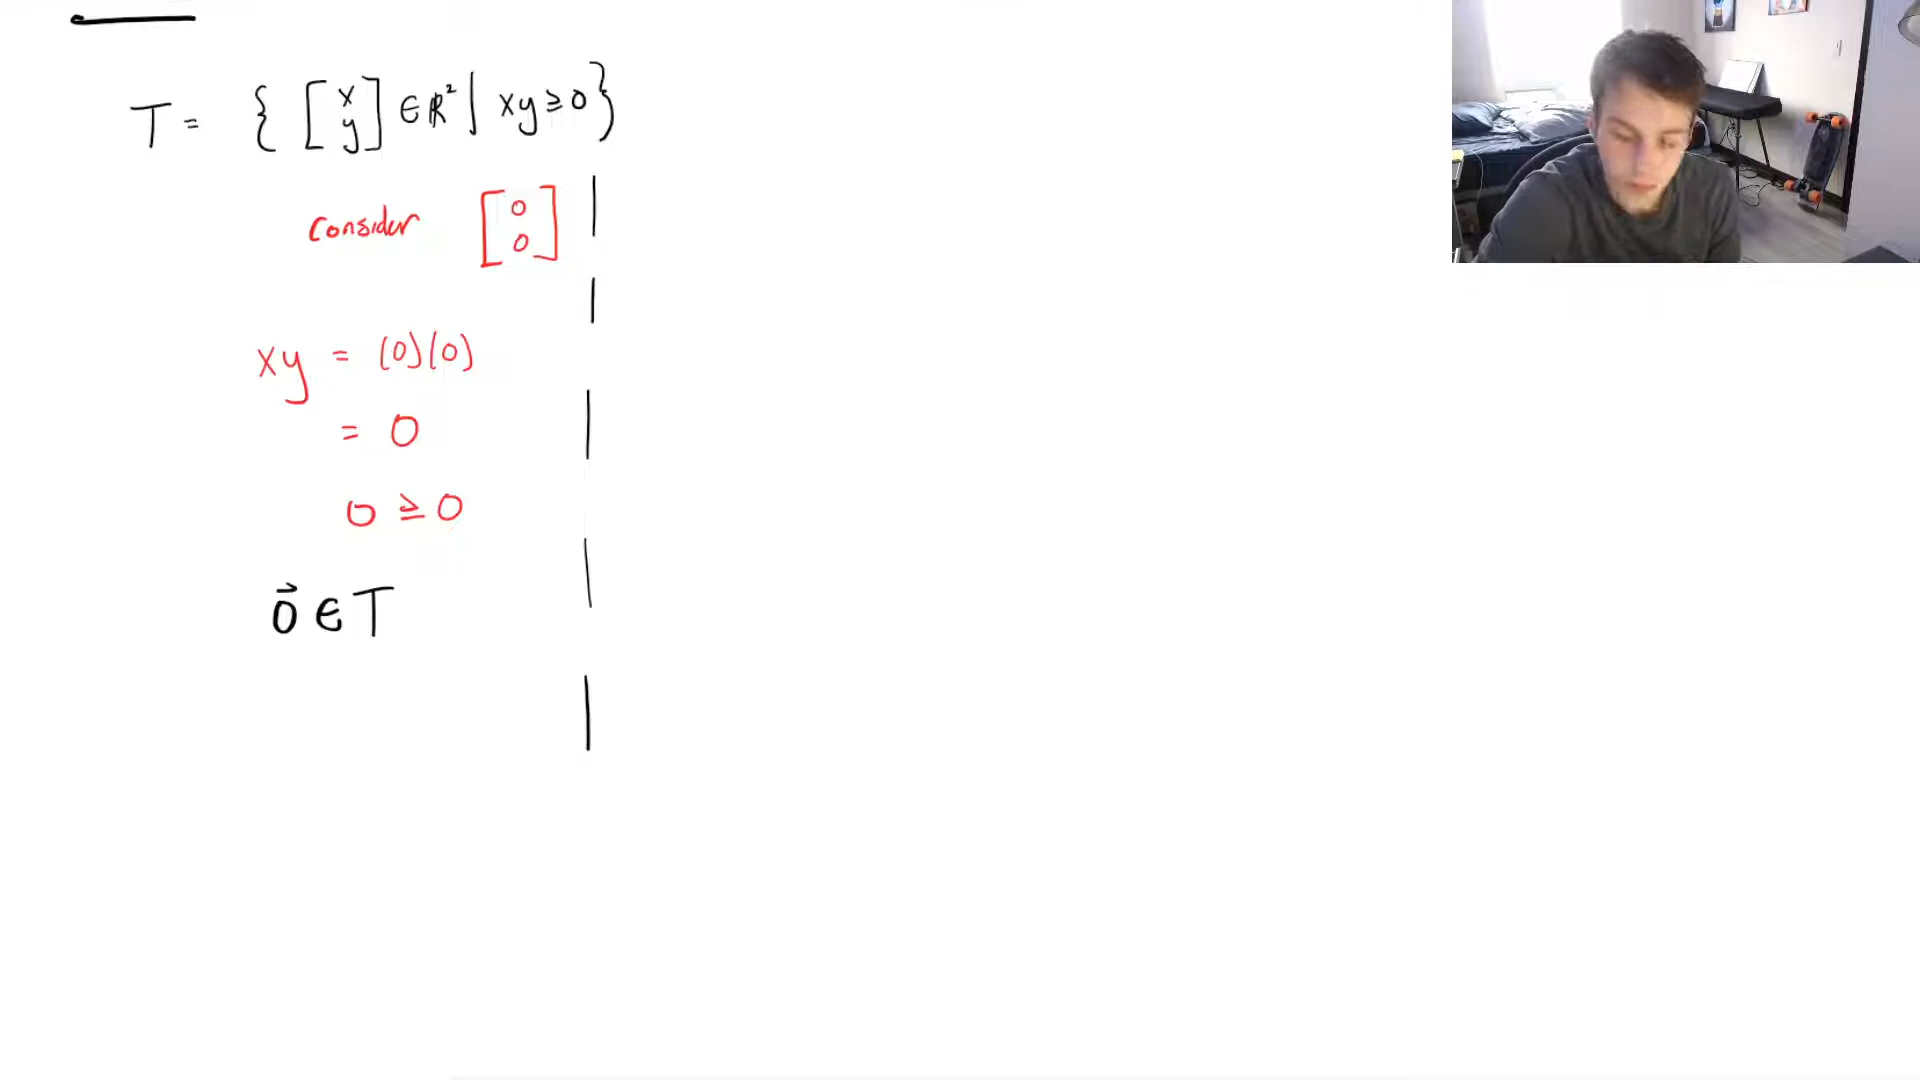 T = { [x y] ∈ ℝ² | xy ≥ 0 }
consider [0 0]
xy = (0)(0)
= 0
0 ≥ 0
0⃗ ∈ T